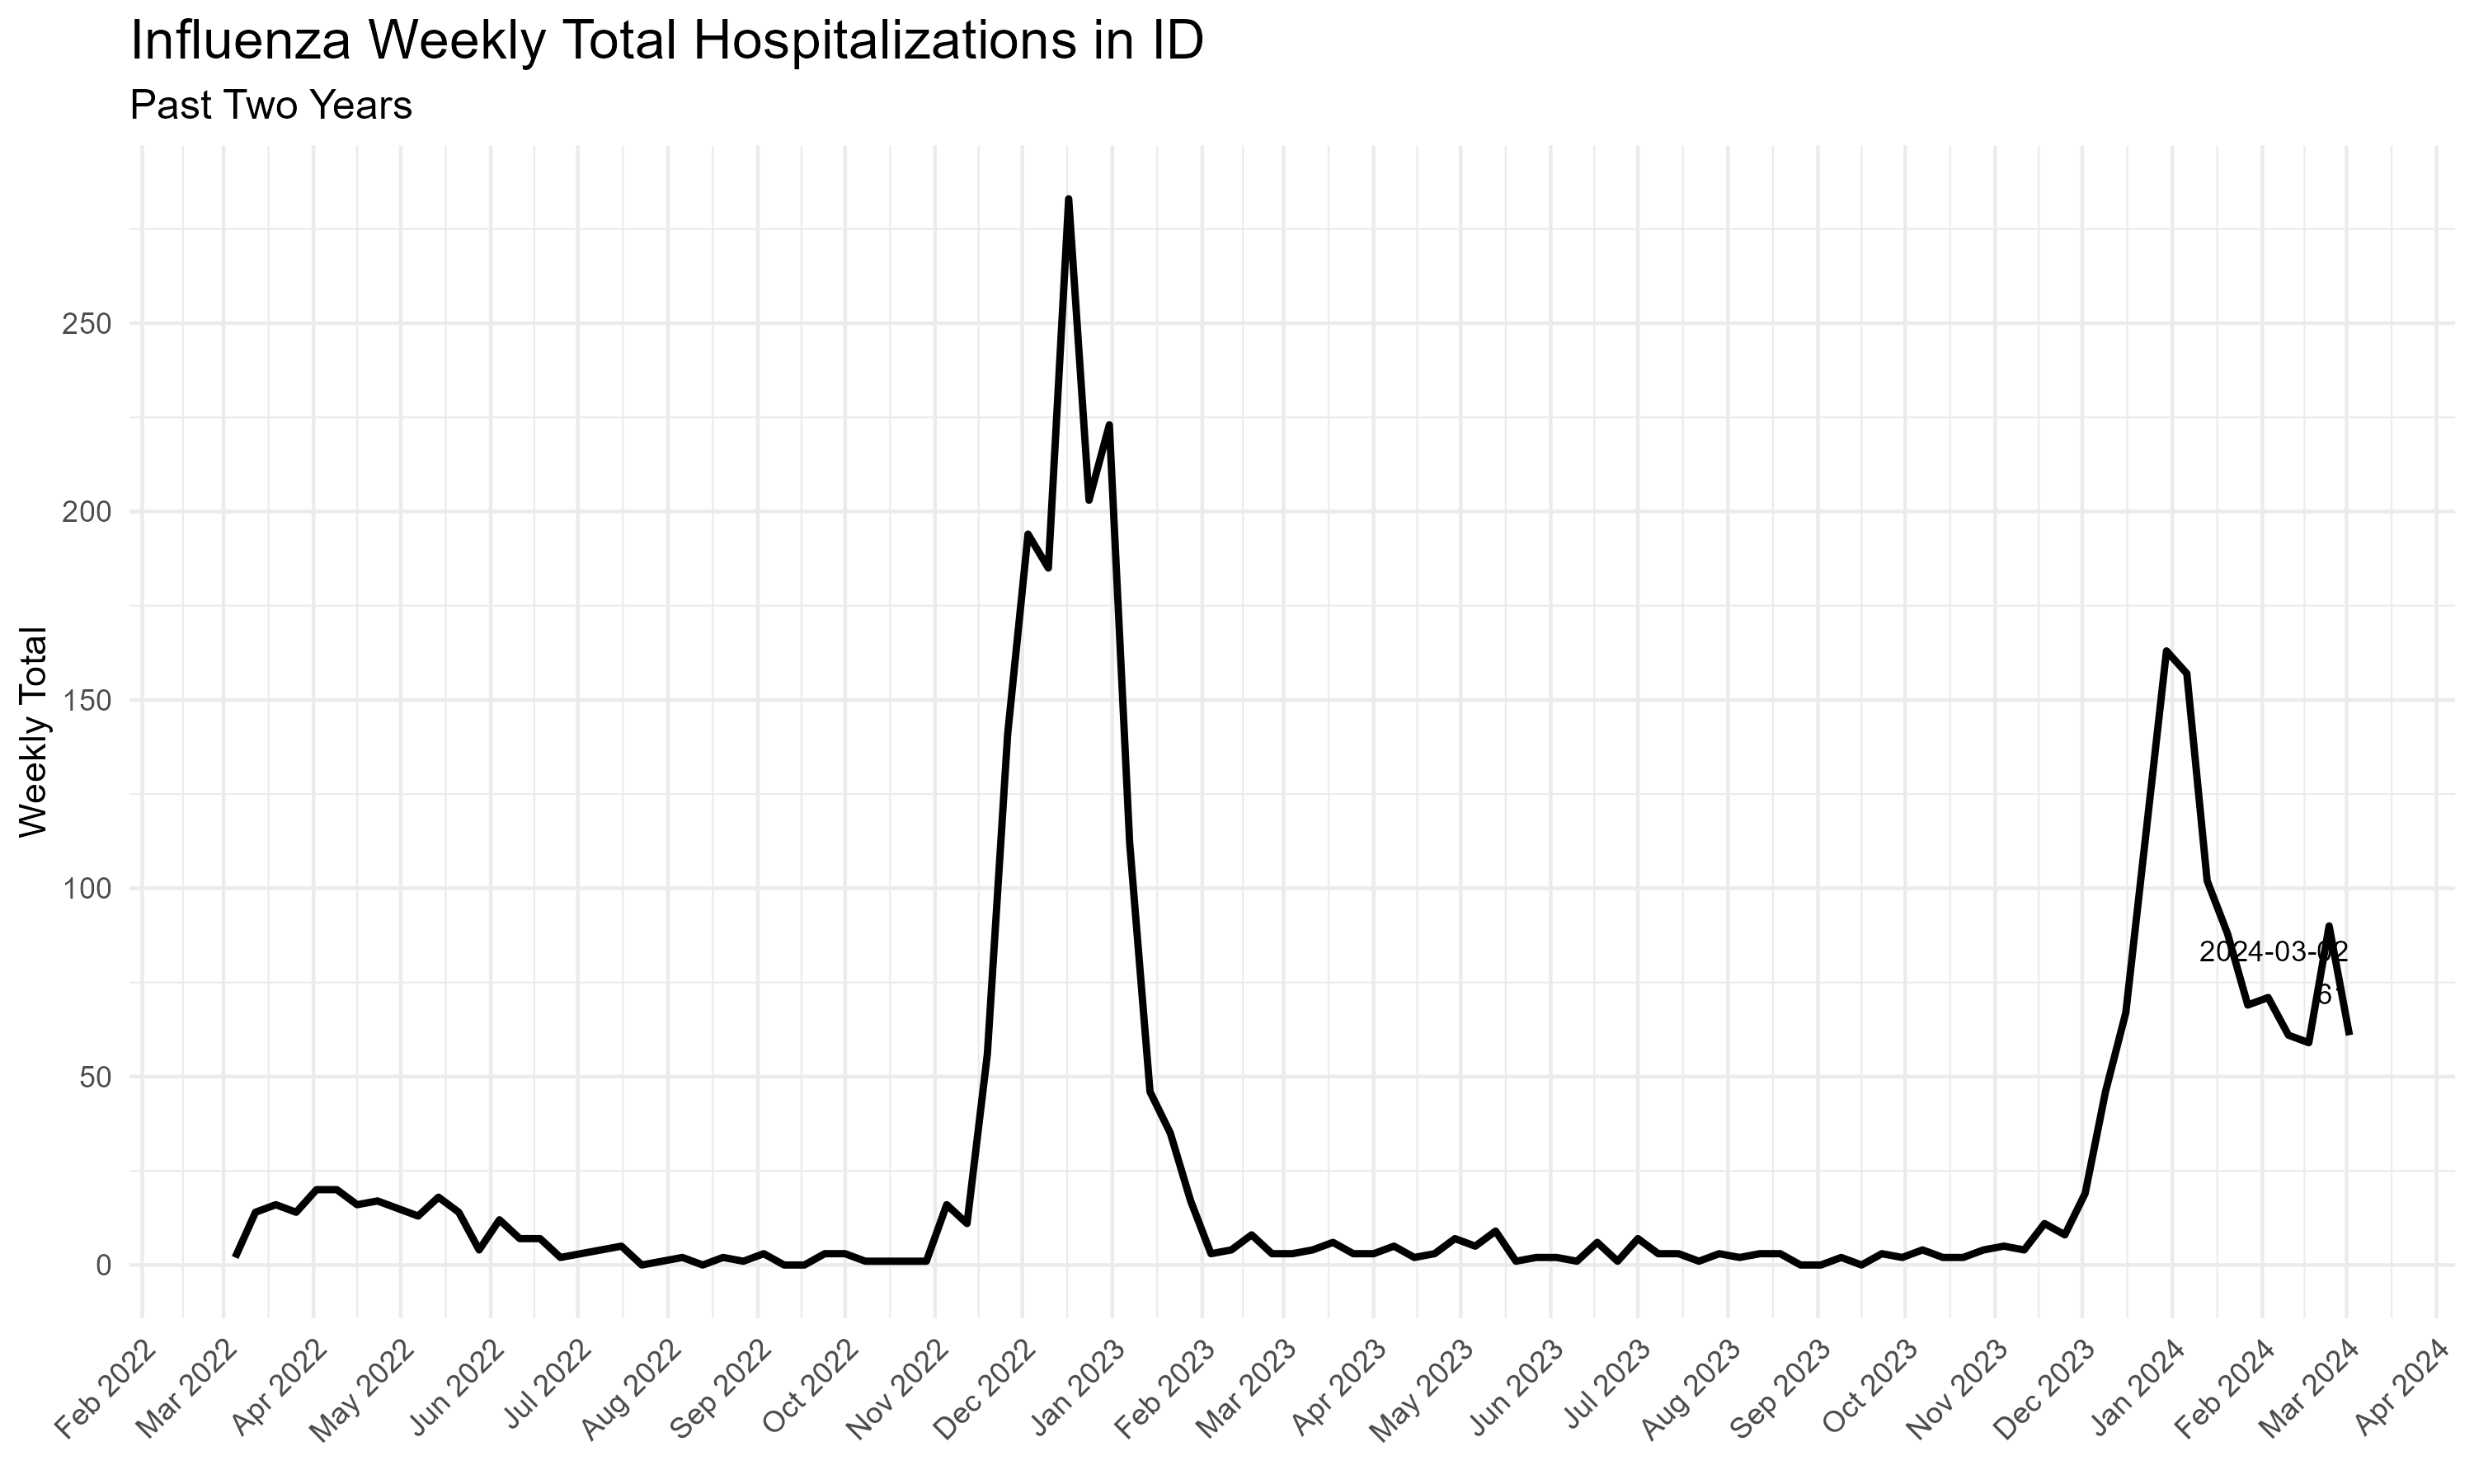 Influenza Weekly Total Hospitalizations in ID
Past Two Years
Weekly Total
250
200
150
100
50
0
2024-03-02
Feb 2022
Mar 2022
Apr 2022
May 2022
Jun 2022
Jul 2022
Aug 2022
Sep 2022
Oct 2022
Nov 2022
Dec 2022
Jan 2023
Feb 2023
Mar 2023
Apr 2023
May 2023
Jun 2023
Jul 2023
Aug 2023
Sep 2023
Oct 2023
Nov 2023
Dec 2023
Jan 2024
Feb 2024
Mar 2024
Apr 2024